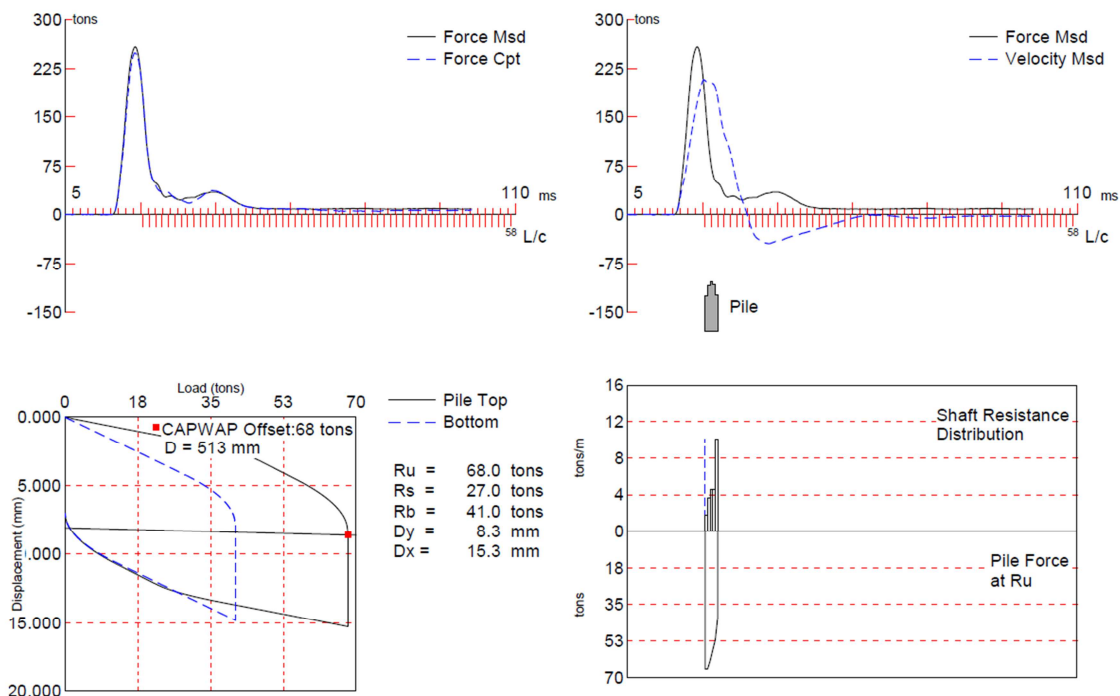 300
tons
225
150
75
0
-75
-150
5
110
ms
58
L/c
Force Msd
Force Cpt
300
tons
225
150
75
0
-75
-150
5
110
ms
58
L/c
Force Msd
Velocity Msd
Pile
Load (tons)
0 18 35 53 70
0.000
5.000
.000
15.000
20.000
Displacement (mm)
CAPWAP Offset:68 tons
D = 513 mm
Pile Top
Bottom
Ru = 68.0 tons
Rs = 27.0 tons
Rb = 41.0 tons
Dy = 8.3 mm
Dx = 15.3 mm
16
12
8
4
0
18
35
53
70
tons/m
tons
Shaft Resistance
Distribution
Pile Force
at Ru